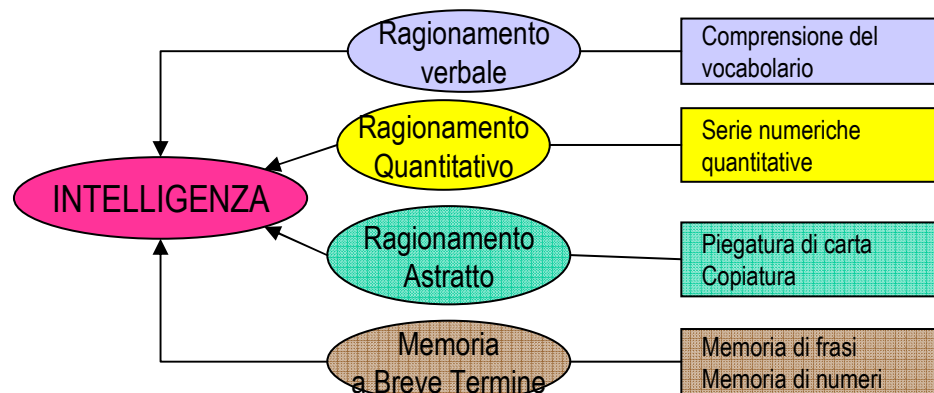 Ragionamento
verbale
Comprensione del
vocabolario
Ragionamento
Quantitativo
Serie numeriche
quantitative
INTELLIGENZA
Ragionamento
Astratto
Piegatura di carta
Copiatura
Memoria
a Breve Termine
Memoria di frasi
Memoria di numeri